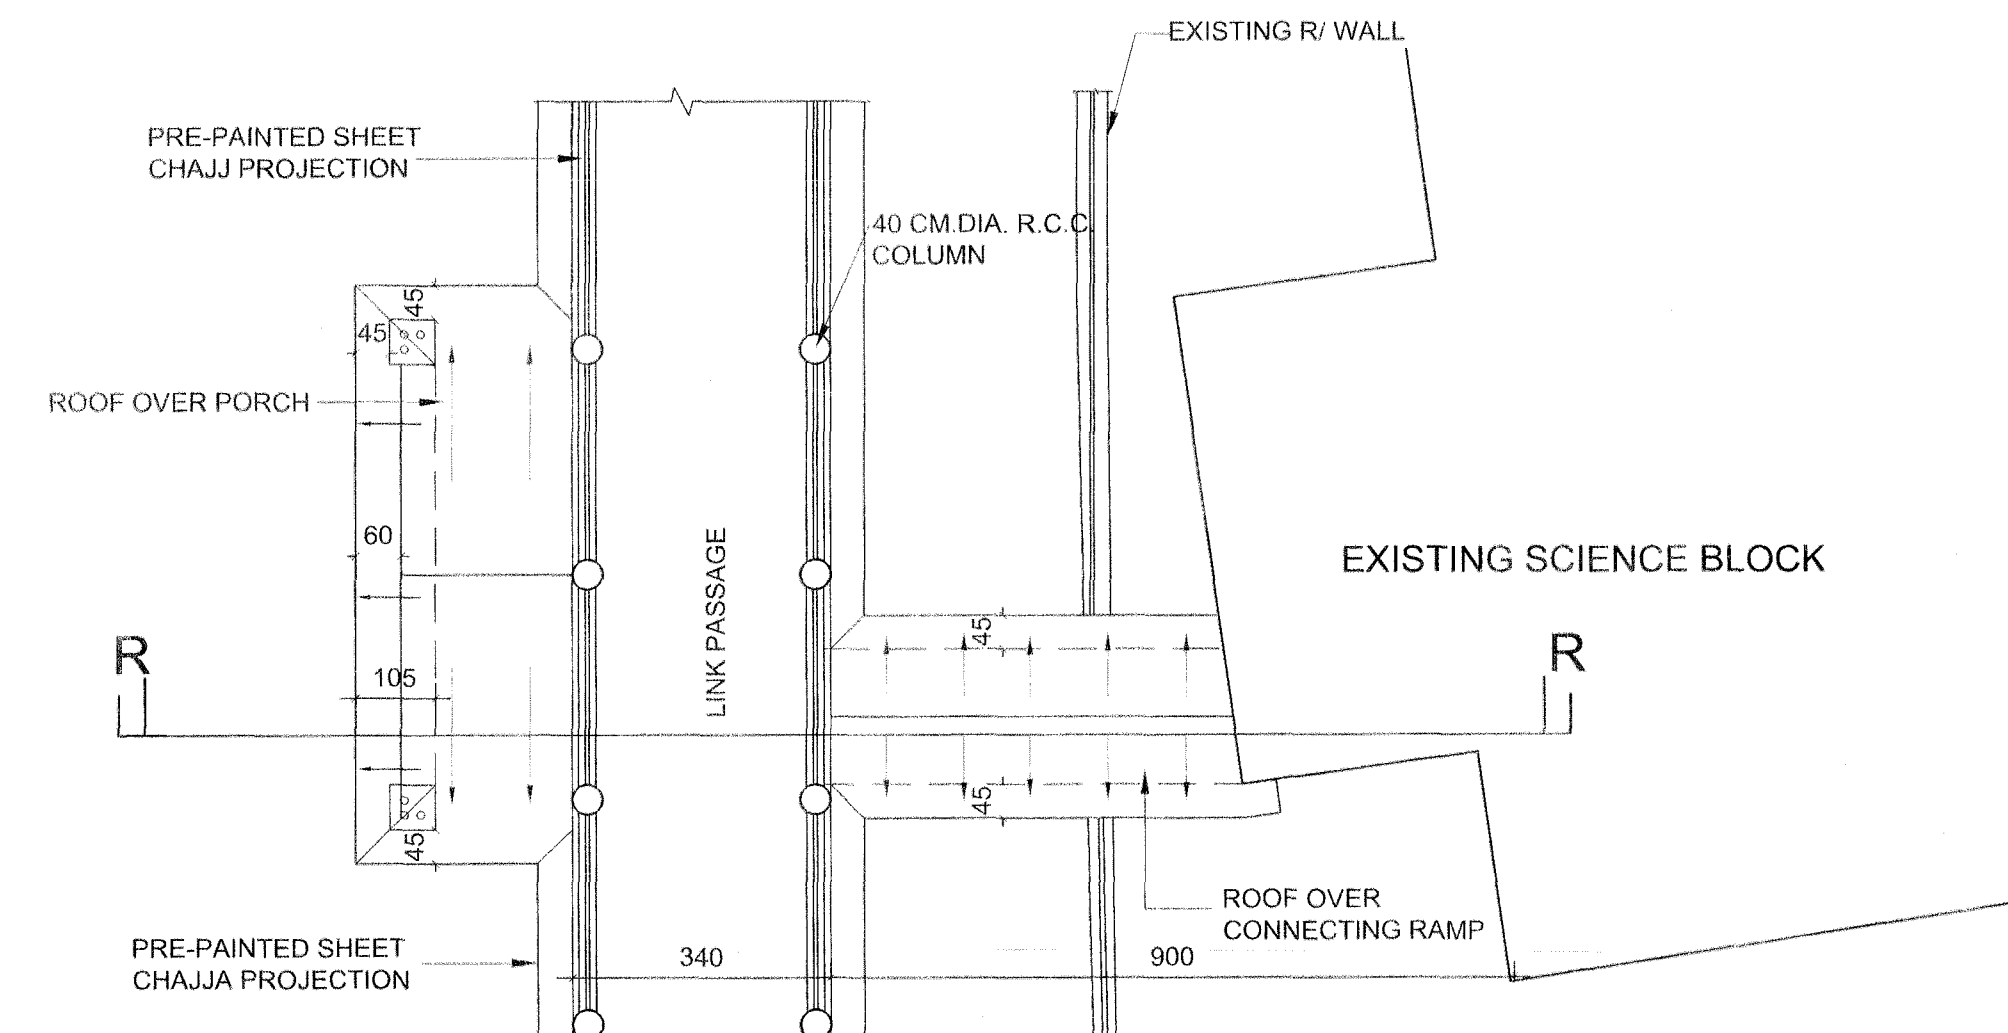 EXISTING R/ WALL
PRE-PAINTED SHEET
CHAJJ PROJECTION
40 CM.DIA. R.C.C.
COLUMN
45
45
ROOF OVER PORCH
60
LINK PASSAGE
EXISTING SCIENCE BLOCK
45
R
R
105
45
45
ROOF OVER
CONNECTING RAMP
PRE-PAINTED SHEET
CHAJJA PROJECTION
340
900